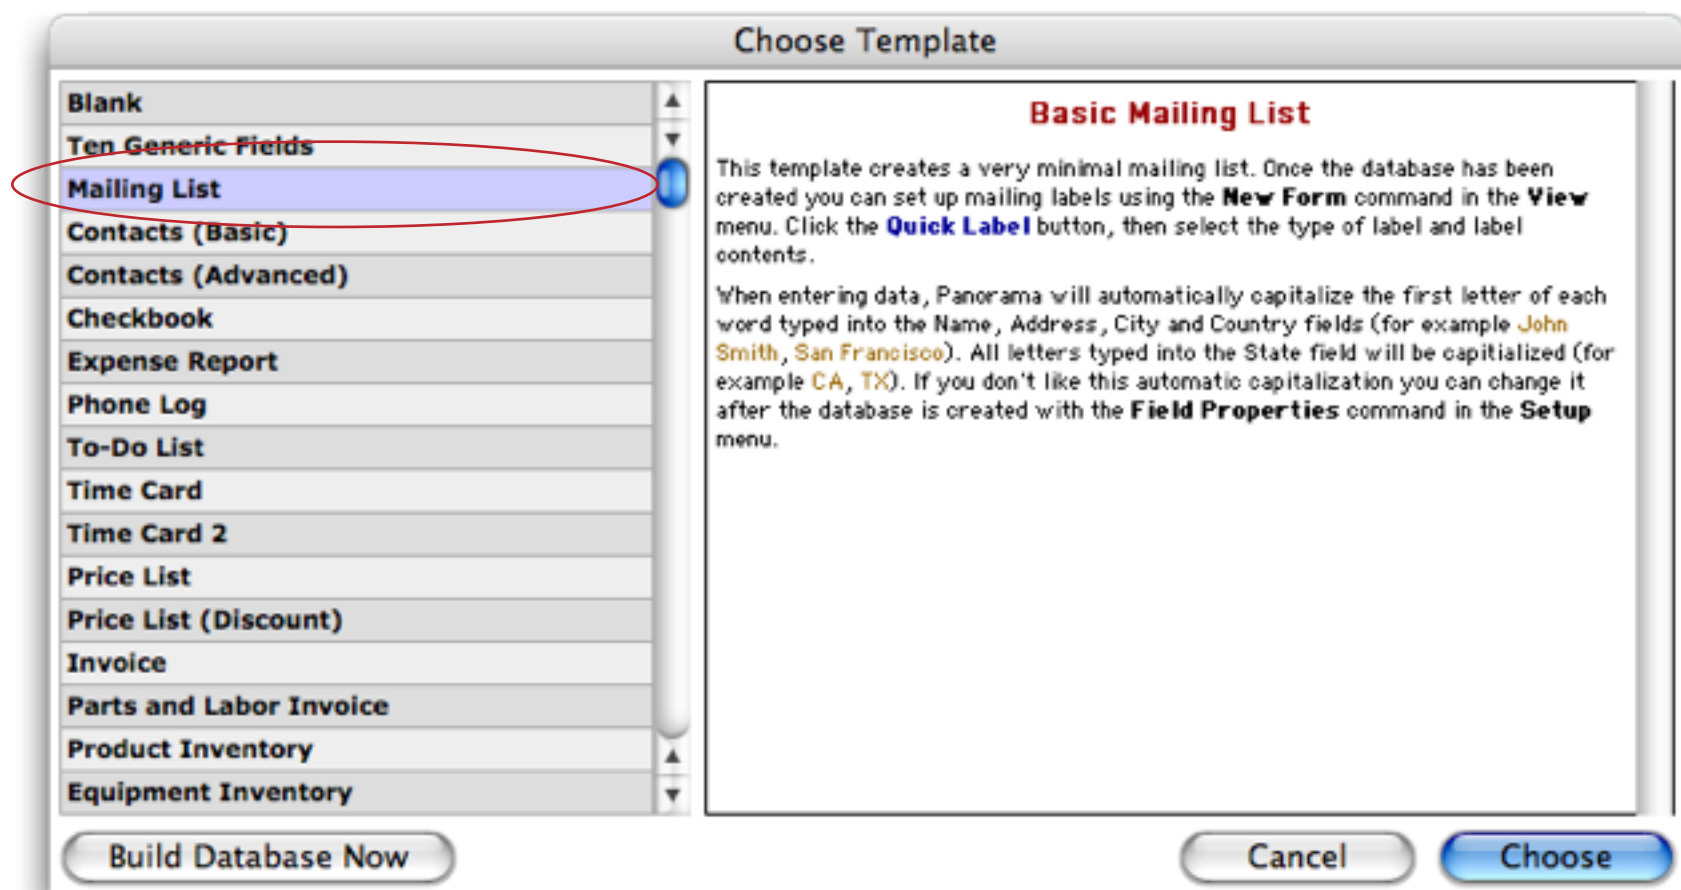 Choose Template
Blank
Ten Generic Fields
Mailing List
Contacts (Basic)
Contacts (Advanced)
Checkbook
Expense Report
Phone Log
To-Do List
Time Card
Time Card 2
Price List
Price List (Discount)
Invoice
Parts and Labor Invoice
Product Inventory
Equipment Inventory
Basic Mailing List
This template creates a very minimal mailing list. Once the database has been
created you can set up mailing labels using the New Form command in the View
menu. Click the Quick Label button, then select the type of label and label
contents.
When entering data, Panorama will automatically capitalize the first letter of each
word typed into the Name, Address, City and Country fields (for example John
Smith, San Francisco). All letters typed into the State field will be capitialized (for
example CA, TX). If you don't like this automatic capitalization you can change it
after the database is created with the Field Properties command in the Setup
menu.
Build Database Now
Cancel
Choose